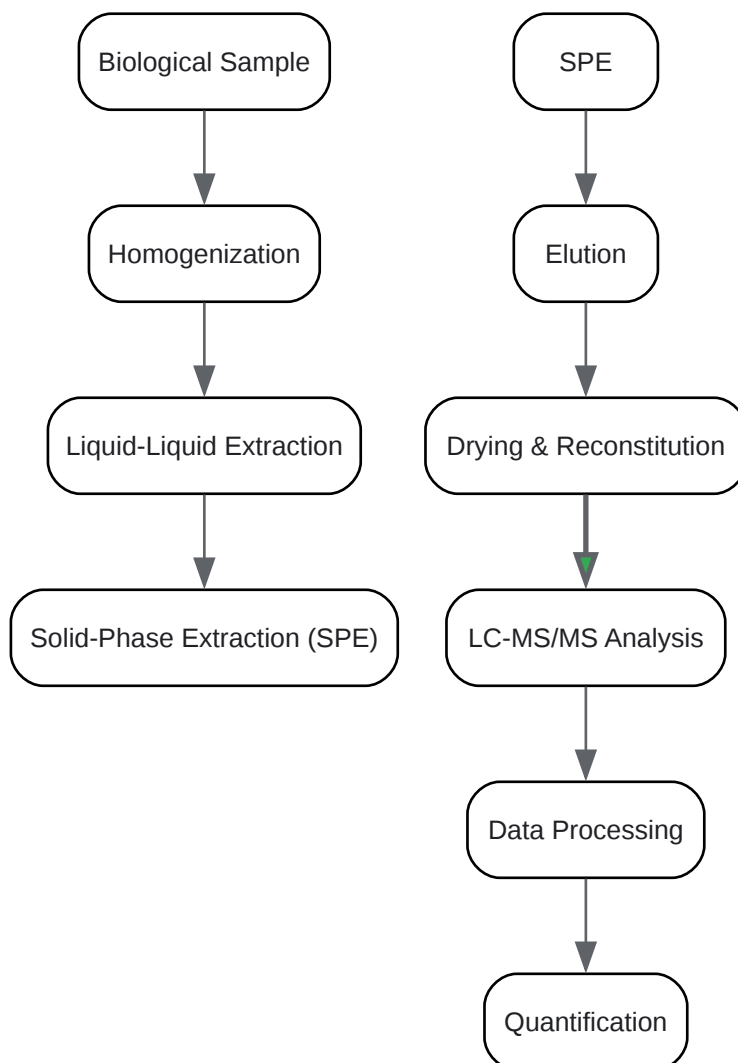 Biological Sample
Homogenization
Liquid-Liquid Extraction
Solid-Phase Extraction (SPE)
SPE
Elution
Drying & Reconstitution
LC-MS/MS Analysis
Data Processing
Quantification